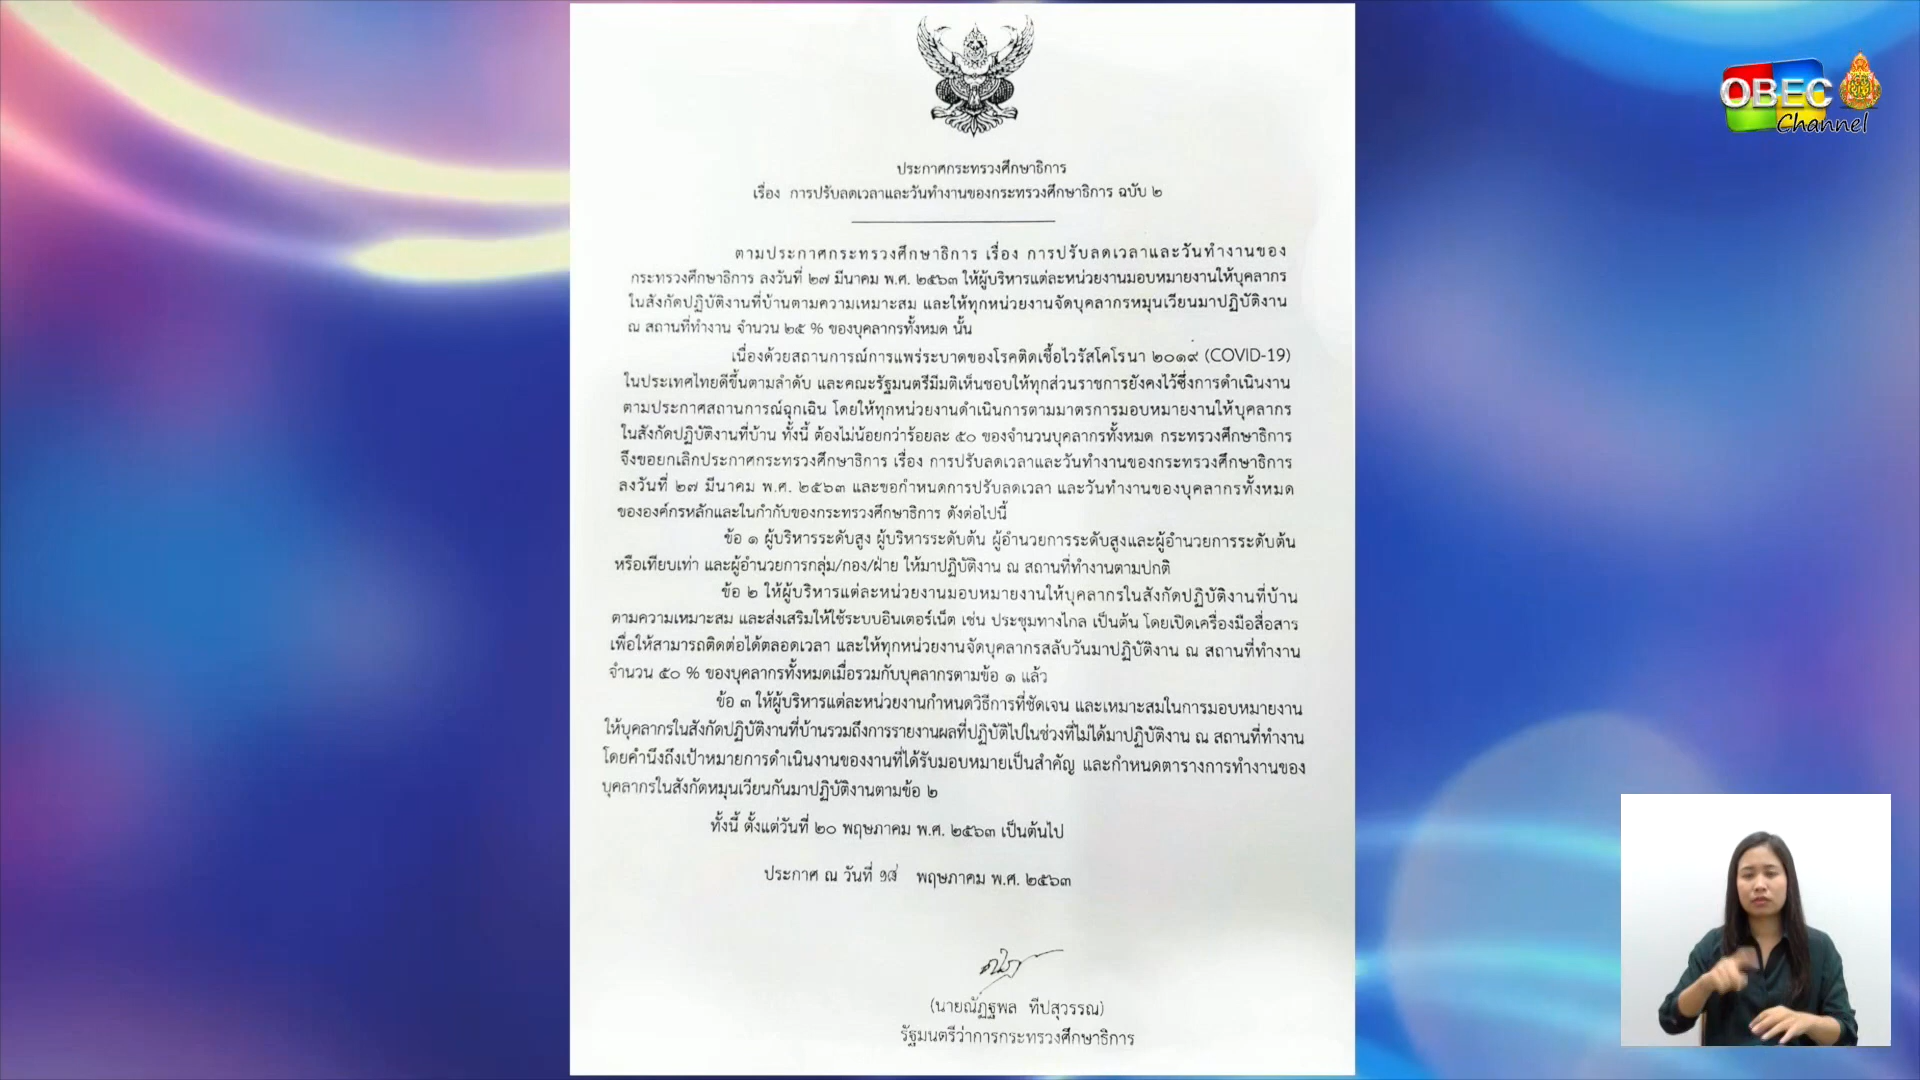 OBEC
Channel
ประกาศกระทรวงศึกษาธิการ
เรื่อง การปรับลดเวลาและวันทำงานของกระทรวงศึกษาธิการ ฉบับ ๒
ตามประกาศกระทรวงศึกษาธิการ เรื่อง การปรับลดเวลาและวันทำงานของ
กระทรวงศึกษาธิการ ลงวันที่ ๒๗ มีนาคม พ.ศ. ๒๕๖๓ ให้ผู้บริหารแต่ละหน่วยงานมอบหมายงานให้บุคลากร
ในสังกัดปฏิบัติงานที่บ้านตามความเหมาะสม และให้ทุกหน่วยงานจัดบุคลากรหมุนเวียนมาปฏิบัติงาน
ณ สถานที่ทำงาน จำนวน ๒๕ % ของบุคลากรทั้งหมด นั้น
เนื่องด้วยสถานการณ์การแพร่ระบาดของโรคติดเชื้อไวรัสโคโรนา ๒๐๑๙ (COVID-19)
ในประเทศไทยดีขึ้นตามลำดับ และคณะรัฐมนตรีมีมติเห็นชอบให้ทุกส่วนราชการยังคงไว้ซึ่งการดำเนินงาน
ตามประกาศสถานการณ์ฉุกเฉิน โดยให้ทุกหน่วยงานดำเนินการตามมาตรการมอบหมายงานให้บุคลากร
ในสังกัดปฏิบัติงานที่บ้าน ทั้งนี้ ต้องไม่น้อยกว่าร้อยละ ๕๐ ของจำนวนบุคลากรทั้งหมด กระทรวงศึกษาธิการ
จึงขอยกเลิกประกาศกระทรวงศึกษาธิการ เรื่อง การปรับลดเวลาและวันทำงานของกระทรวงศึกษาธิการ
ลงวันที่ ๒๗ มีนาคม พ.ศ. ๒๕๖๓ และขอกำหนดการปรับลดเวลา และวันทำงานของบุคลากรทั้งหมด
ขององค์กรหลักและในกำกับของกระทรวงศึกษาธิการ ดังต่อไปนี้
ข้อ ๑ ผู้บริหารระดับสูง ผู้บริหารระดับต้น ผู้อำนวยการระดับสูงและผู้อำนวยการระดับต้น
หรือเทียบเท่า และผู้อำนวยการกลุ่ม/กอง/ฝ่าย ให้มาปฏิบัติงาน ณ สถานที่ทำงานตามปกติ
ข้อ ๒ ให้ผู้บริหารแต่ละหน่วยงานมอบหมายงานให้บุคลากรในสังกัดปฏิบัติงานที่บ้าน
ตามความเหมาะสม และส่งเสริมให้ใช้ระบบอินเตอร์เน็ต เช่น ประชุมทางไกล เป็นต้น โดยเปิดเครื่องมือสื่อสาร
เพื่อให้สามารถติดต่อได้ตลอดเวลา และให้ทุกหน่วยงานจัดบุคลากรสลับวันมาปฏิบัติงาน ณ สถานที่ทำงาน
จำนวน ๕๐ % ของบุคลากรทั้งหมดเมื่อรวมกับบุคลากรตามข้อ ๑ แล้ว
ข้อ ๓ ให้ผู้บริหารแต่ละหน่วยงานกำหนดวิธีการที่ชัดเจน และเหมาะสมในการมอบหมายงาน
ให้บุคลากรในสังกัดปฏิบัติงานที่บ้านรวมถึงการรายงานผลที่ปฏิบัติไปในช่วงที่ไม่ได้มาปฏิบัติงาน ณ สถานที่ทำงาน
โดยคำนึงถึงเป้าหมายการดำเนินงานของงานที่ได้รับมอบหมายเป็นสำคัญ และกำหนดตารางการทำงานของ
บุคลากรในสังกัดหมุนเวียนกันมาปฏิบัติงานตามข้อ ๒
ทั้งนี้ ตั้งแต่วันที่ ๒๐ พฤษภาคม พ.ศ. ๒๕๖๓ เป็นต้นไป
ประกาศ ณ วันที่ ๑๘ พฤษภาคม พ.ศ. ๒๕๖๓
(นายณัฏฐพล ทีปสุวรรณ)
รัฐมนตรีว่าการกระทรวงศึกษาธิการ